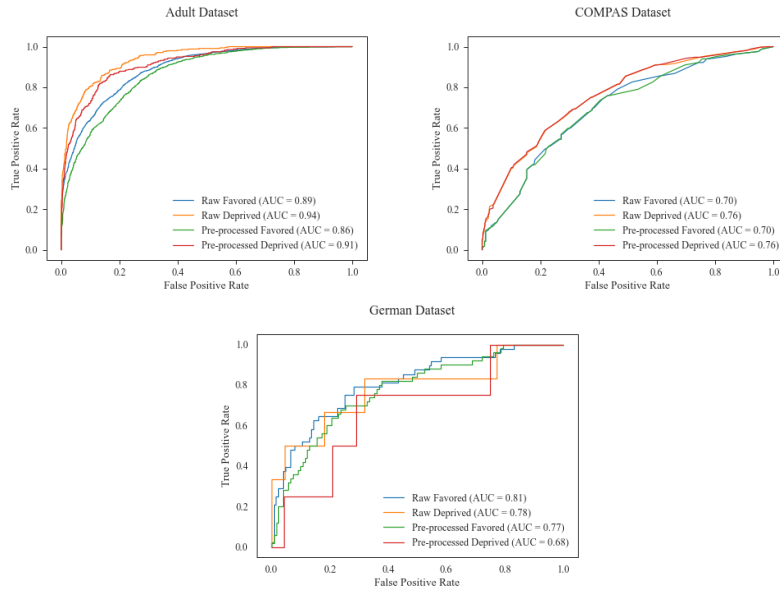 Adult Dataset
1.0
0.8
0.6
0.4
0.2
0.0
True Positive Rate
Raw Favored (AUC = 0.89)
Raw Deprived (AUC = 0.94)
Pre-processed Favored (AUC = 0.86)
Pre-processed Deprived (AUC = 0.91)
0.0 0.2 0.4 0.6 0.8 1.0
False Positive Rate
COMPAS Dataset
1.0
0.8
0.6
0.4
0.2
0.0
True Positive Rate
Raw Favored (AUC = 0.70)
Raw Deprived (AUC = 0.76)
Pre-processed Favored (AUC = 0.70)
Pre-processed Deprived (AUC = 0.76)
0.0 0.2 0.4 0.6 0.8 1.0
False Positive Rate
German Dataset
1.0
0.8
0.6
0.4
0.2
0.0
True Positive Rate
Raw Favored (AUC = 0.81)
Raw Deprived (AUC = 0.78)
Pre-processed Favored (AUC = 0.77)
Pre-processed Deprived (AUC = 0.68)
0.0 0.2 0.4 0.6 0.8 1.0
False Positive Rate